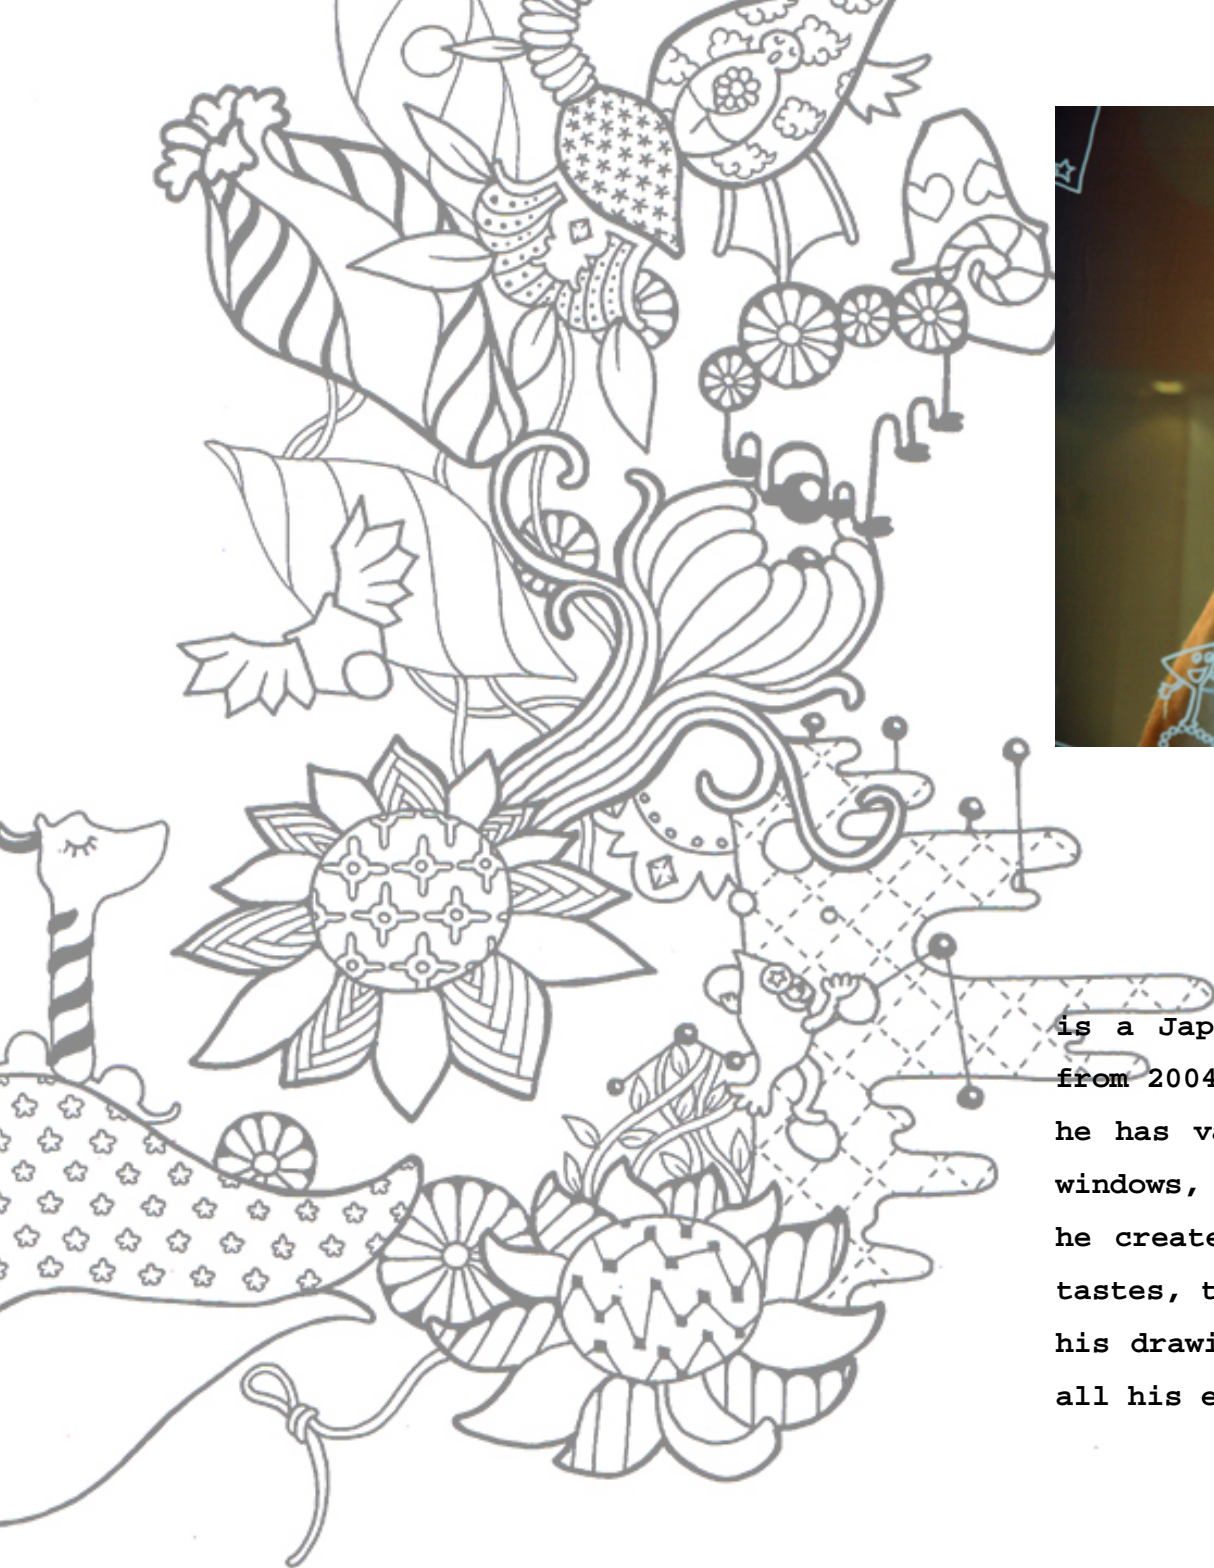 is a Jap
from 2004
he has va
windows,
he create
tastes, t
his drawi
all his e